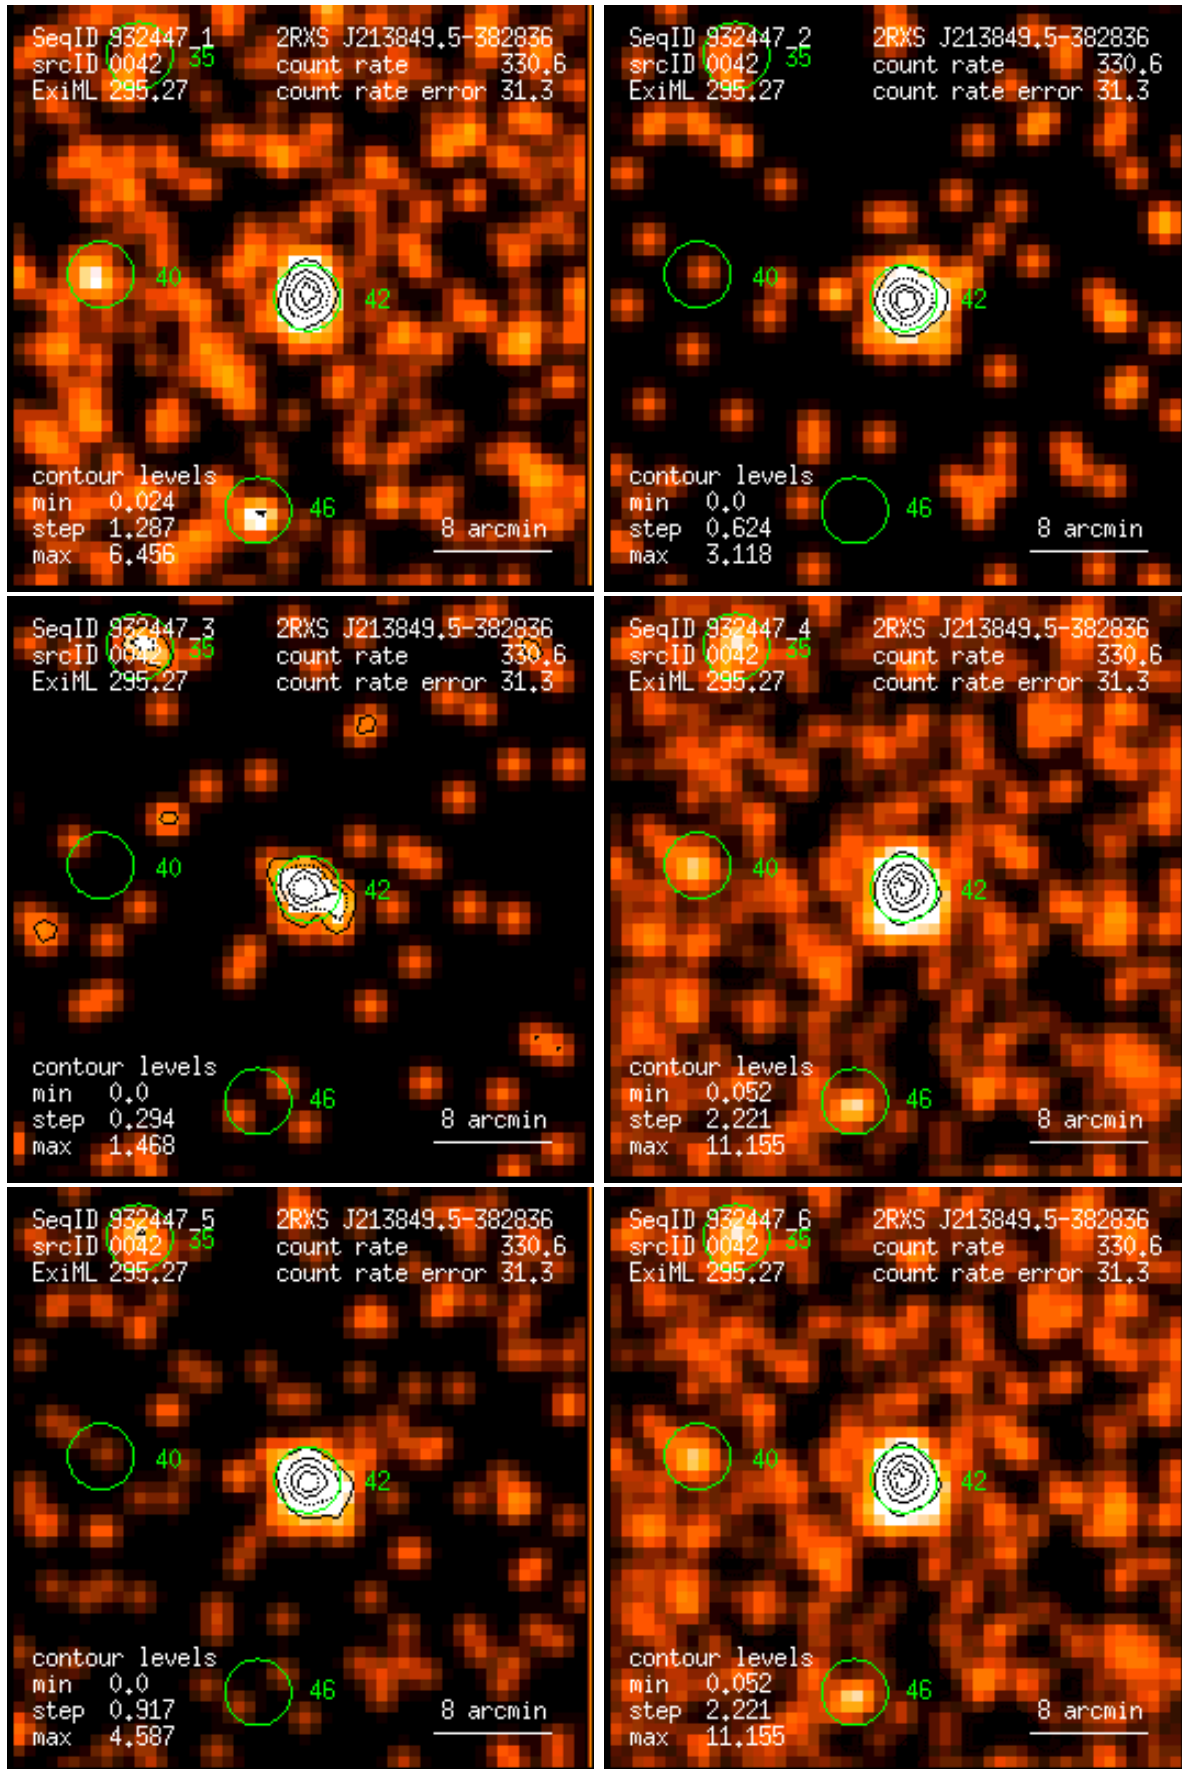 SeqID 932447_1 2RXS J213849.5-382836
srcID 0042 35 count rate 330.6
ExiML 295.27 count rate error 31.3
40
42
contour levels
min 0.024 46
step 1.287 8 arcmin
max 6.456
SeqID 932447_2 2RXS J213849.5-382836
srcID 0042 35 count rate 330.6
ExiML 295.27 count rate error 31.3
40
42
contour levels
min 0.0 46
step 0.624 8 arcmin
max 3.118
SeqID 932447_3 2RXS J213849.5-382836
srcID 0042 35 count rate 330.6
ExiML 295.27 count rate error 31.3
40
42
contour levels
min 0.0 46
step 0.294 8 arcmin
max 1.468
SeqID 932447_4 2RXS J213849.5-382836
srcID 0042 35 count rate 330.6
ExiML 295.27 count rate error 31.3
40
42
contour levels
min 0.052 46
step 2.221 8 arcmin
max 11.155
SeqID 932447_5 2RXS J213849.5-382836
srcID 0042 35 count rate 330.6
ExiML 295.27 count rate error 31.3
40
42
contour levels
min 0.0 46
step 0.917 8 arcmin
max 4.587
SeqID 932447_6 2RXS J213849.5-382836
srcID 0042 35 count rate 330.6
ExiML 295.27 count rate error 31.3
40
42
contour levels
min 0.052 46
step 2.221 8 arcmin
max 11.155